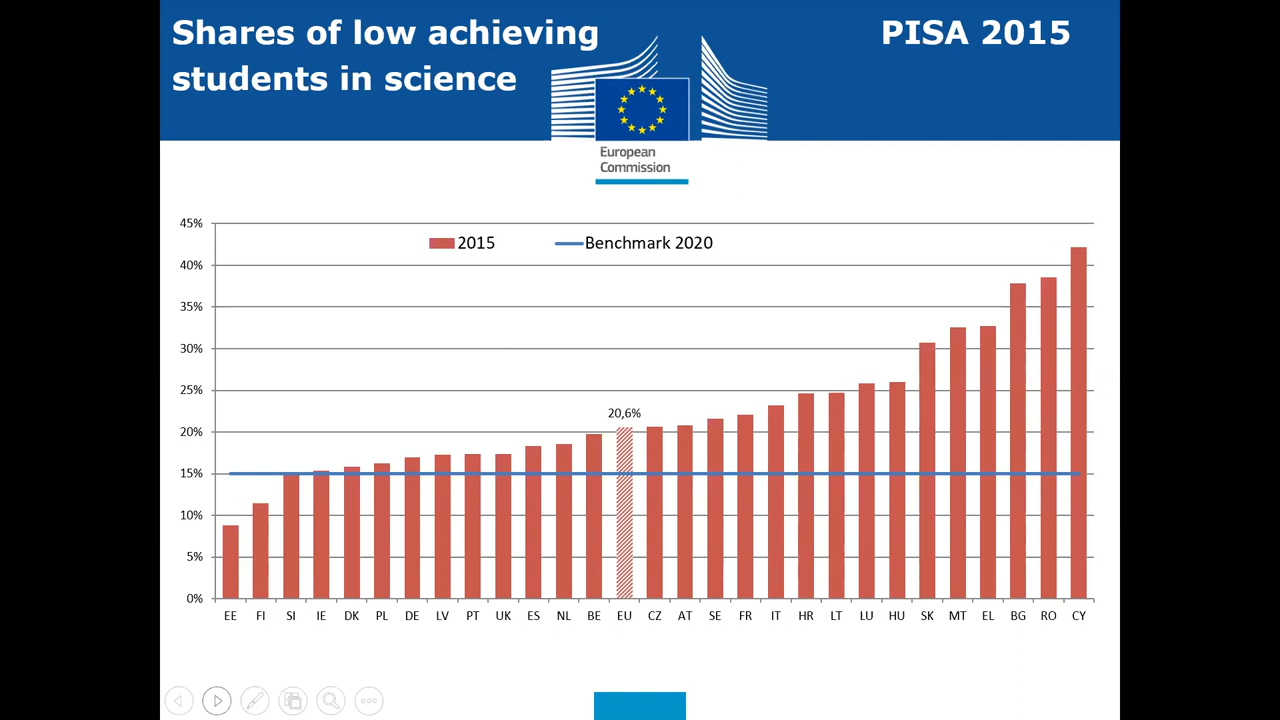 Shares of low achieving
students in science
PISA 2015
European
Commission
45%
40%
35%
30%
25%
20%
15%
10%
5%
0%
2015
Benchmark 2020
20,6%
EE FI SI IE DK PL DE LV PT UK ES NL BE EU CZ AT SE FR IT HR LT LU HU SK MT EL BG RO CY